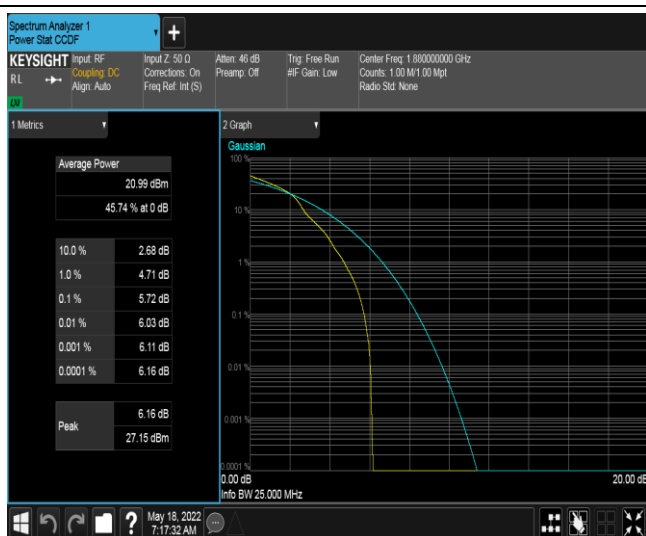 Spectrum Analyzer 1
Power Stat CCDF
+
KEYSIGHT
RL
Input: RF
Coupling: DC
Align: Auto
Input Z: 50 Ω
Corrections: On
Freq Ref: Int (S)
Atten: 46 dB
Preamp: Off
Trig: Free Run
#IF Gain: Low
Center Freq: 1.880000000 GHz
Counts: 1.00 M/1.00 Mpt
Radio Std: None
1 Metrics
Average Power
20.99 dBm
45.74 % at 0 dB
10.0 % 2.68 dB
1.0 % 4.71 dB
0.1 % 5.72 dB
0.01 % 6.03 dB
0.001 % 6.11 dB
0.0001 % 6.16 dB
Peak
6.16 dB
27.15 dBm
2 Graph
Gaussian
100 %
10 %
1 %
0.1 %
0.01 %
0.001 %
0.0001 %
0.00 dB 20.00 dB
Info BW 25.000 MHz
?
May 18, 2022
7:17:32 AM